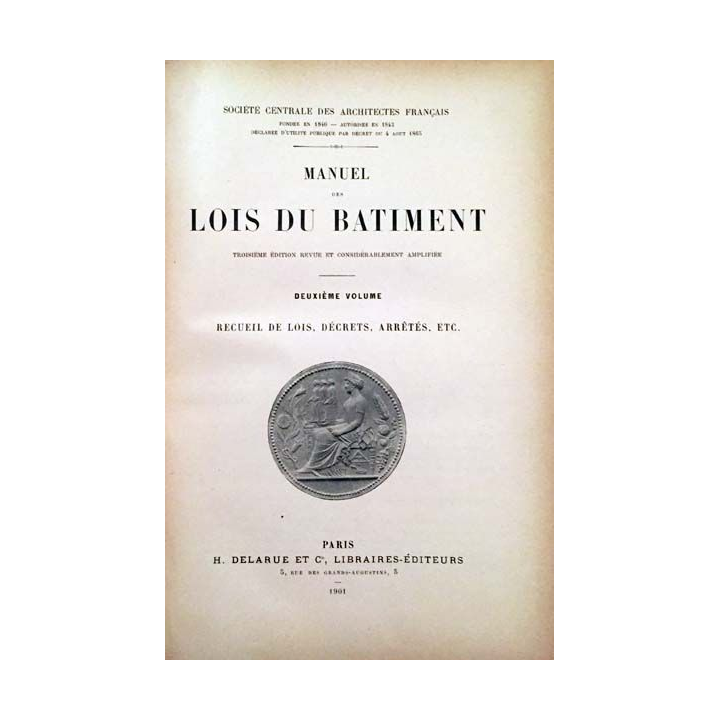 SOCIÉTÉ CENTRALE DES ARCHITECTES FRANÇAIS
FONDÉE EN 1840 — AUTORISÉE EN 1843
DÉCLARÉE D'UTILITÉ PUBLIQUE PAR DÉCRET DU 4 AOUT 1865
MANUEL
DES
LOIS DU BATIMENT
TROISIÈME ÉDITION REVUE ET CONSIDÉRABLEMENT AMPLIFIÉE
DEUXIÈME VOLUME
RECUEIL DE LOIS, DÉCRETS, ARRÊTÉS, ETC.
PARIS
H. DELARUE ET Cie, LIBRAIRES-ÉDITEURS
5, RUE DES GRANDS-AUGUSTINS, 5
1901